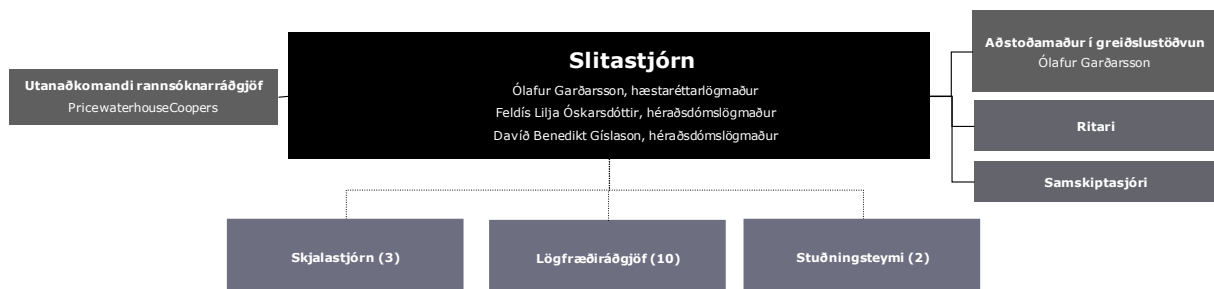 Slitastjórn
Ólafur Garðarsson, hæstaréttarlögmaður
Feldís Lilja Óskarsdóttir, héraðsdómslögmaður
Davíð Benedikt Gíslason, héraðsdómslögmaður
Utanaðkomandi rannsóknarráðgjöf
PricewaterhouseCoopers
Aðstoðamaður í greiðslustöðvun
Ólafur Garðarsson
Ritari
Samskiptasjóri
Skjalastjórn (3)
Lögfræðiráðgjöf (10)
Stuðningsteymi (2)